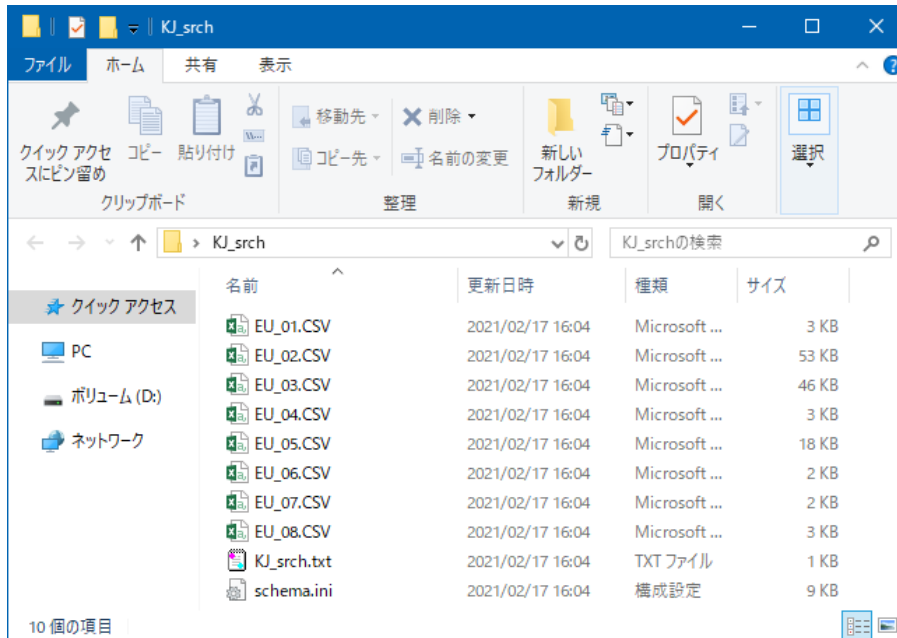 KJ_srch
ファイル ホーム 共有 表示
クイック アクセスにピン留め コピー 貼り付け 移動先 コピー先 削除 名前の変更 新しいフォルダー プロパティ 選択
クリップボード 整理 新規 開く
KJ_srch KJ_srchの検索
名前 更新日時 種類 サイズ
クイック アクセス
PC
ボリューム (D:)
ネットワーク
EU_01.CSV 2021/02/17 16:04 Microsoft ... 3 KB
EU_02.CSV 2021/02/17 16:04 Microsoft ... 53 KB
EU_03.CSV 2021/02/17 16:04 Microsoft ... 46 KB
EU_04.CSV 2021/02/17 16:04 Microsoft ... 3 KB
EU_05.CSV 2021/02/17 16:04 Microsoft ... 18 KB
EU_06.CSV 2021/02/17 16:04 Microsoft ... 2 KB
EU_07.CSV 2021/02/17 16:04 Microsoft ... 2 KB
EU_08.CSV 2021/02/17 16:04 Microsoft ... 3 KB
KJ_srch.txt 2021/02/17 16:04 TXT ファイル 1 KB
schema.ini 2021/02/17 16:04 構成設定 9 KB
10 個の項目